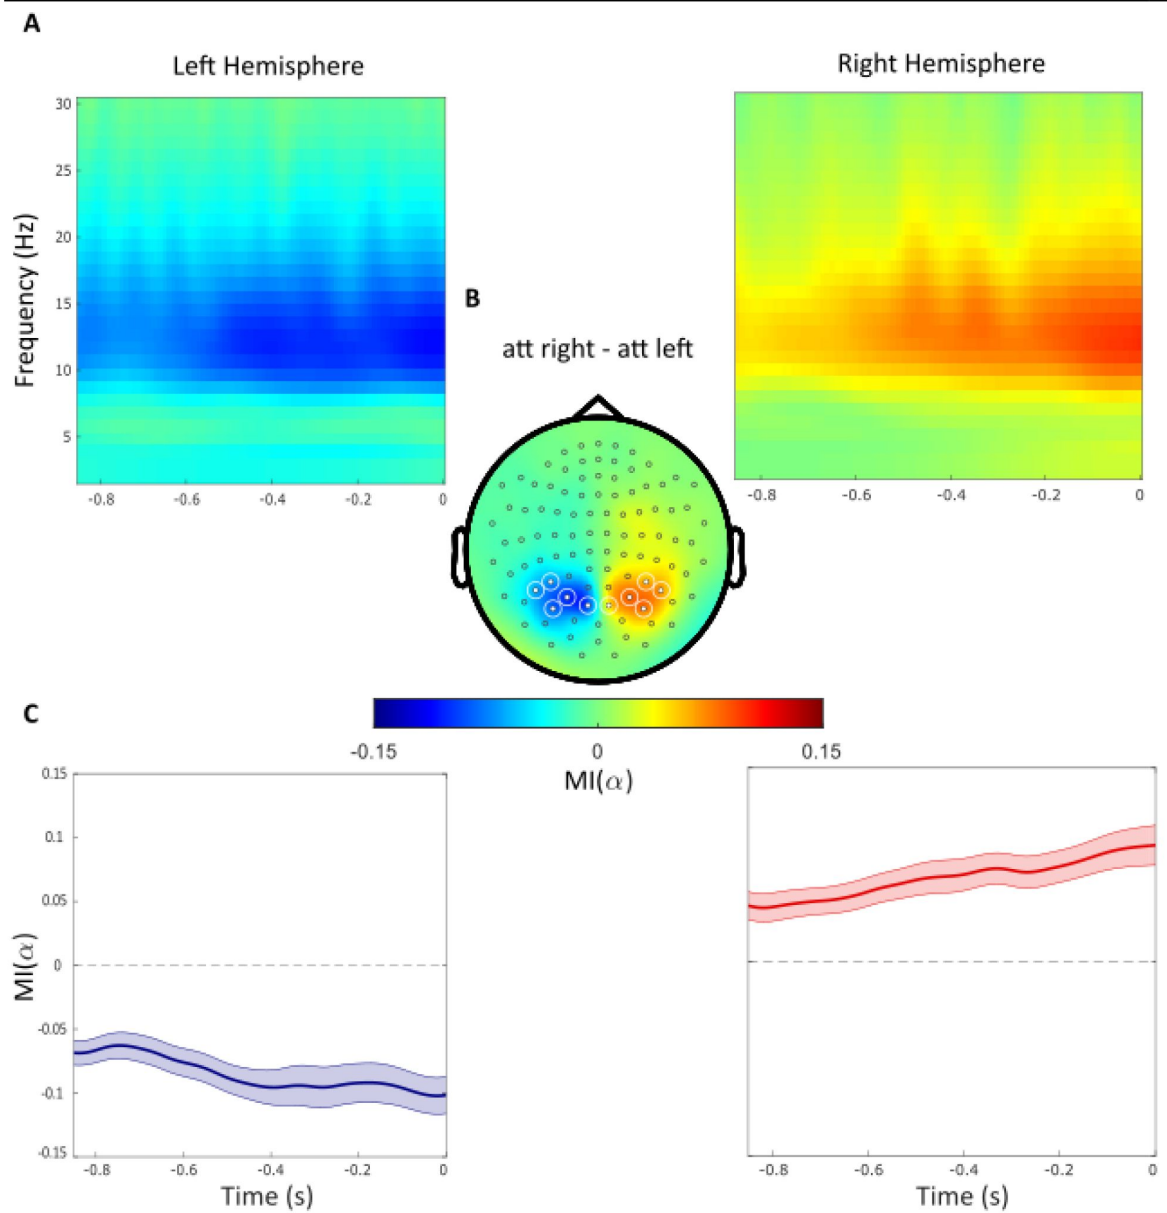 A
Left Hemisphere
Right Hemisphere
Frequency (Hz)
30
25
20
15
10
5
-0.8 -0.6 -0.4 -0.2 0
-0.8 -0.6 -0.4 -0.2 0
B
att right - att left
-0.15 0 0.15
MI(α)
C
MI(α)
0.15
0.1
0.05
0
-0.05
-0.1
-0.15
-0.8 -0.6 -0.4 -0.2 0
Time (s)
-0.8 -0.6 -0.4 -0.2 0
Time (s)